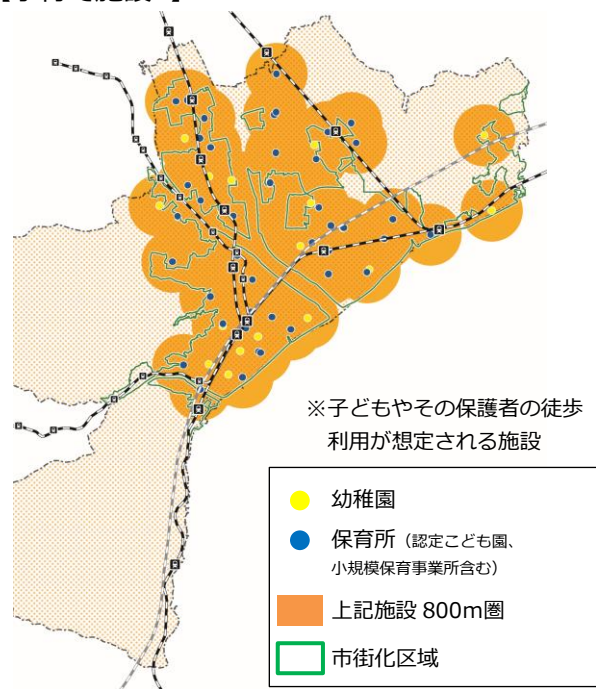 ※子どもやその保護者の徒歩
利用が想定される施設
幼稚園
保育所（認定こども園、
小規模保育事業所含む）
上記施設 800m圏
市街化区域